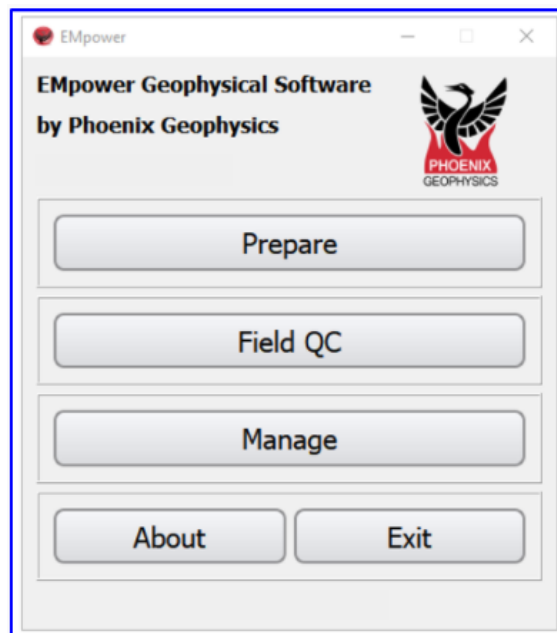 EMpower
EMpower Geophysical Software
by Phoenix Geophysics
PHOENIX
GEOPHYSICS
Prepare
Field QC
Manage
About Exit